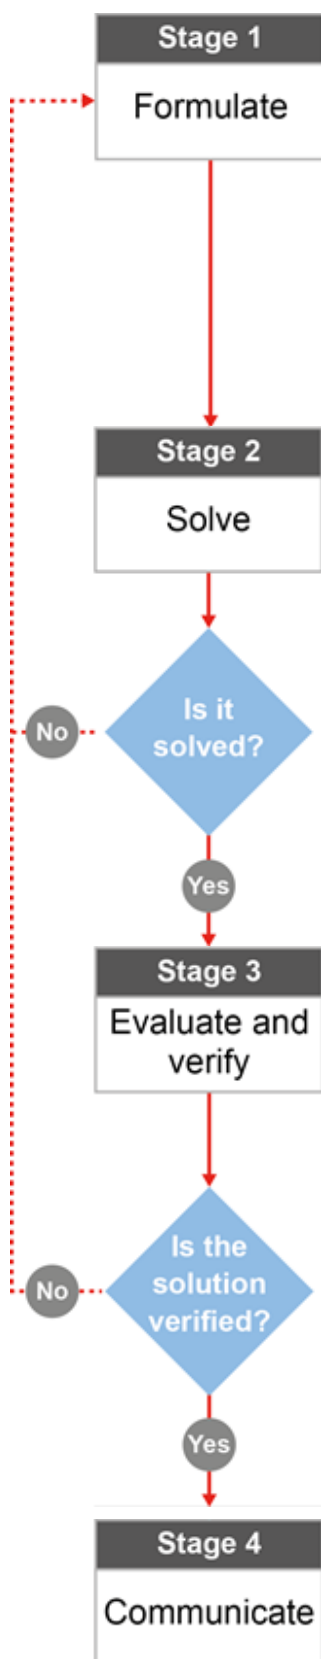 Stage 1
Formulate
Stage 2
Solve
Is it
solved?
No
Yes
Stage 3
Evaluate and
verify
Is the
solution
verified?
No
Yes
Stage 4
Communicate